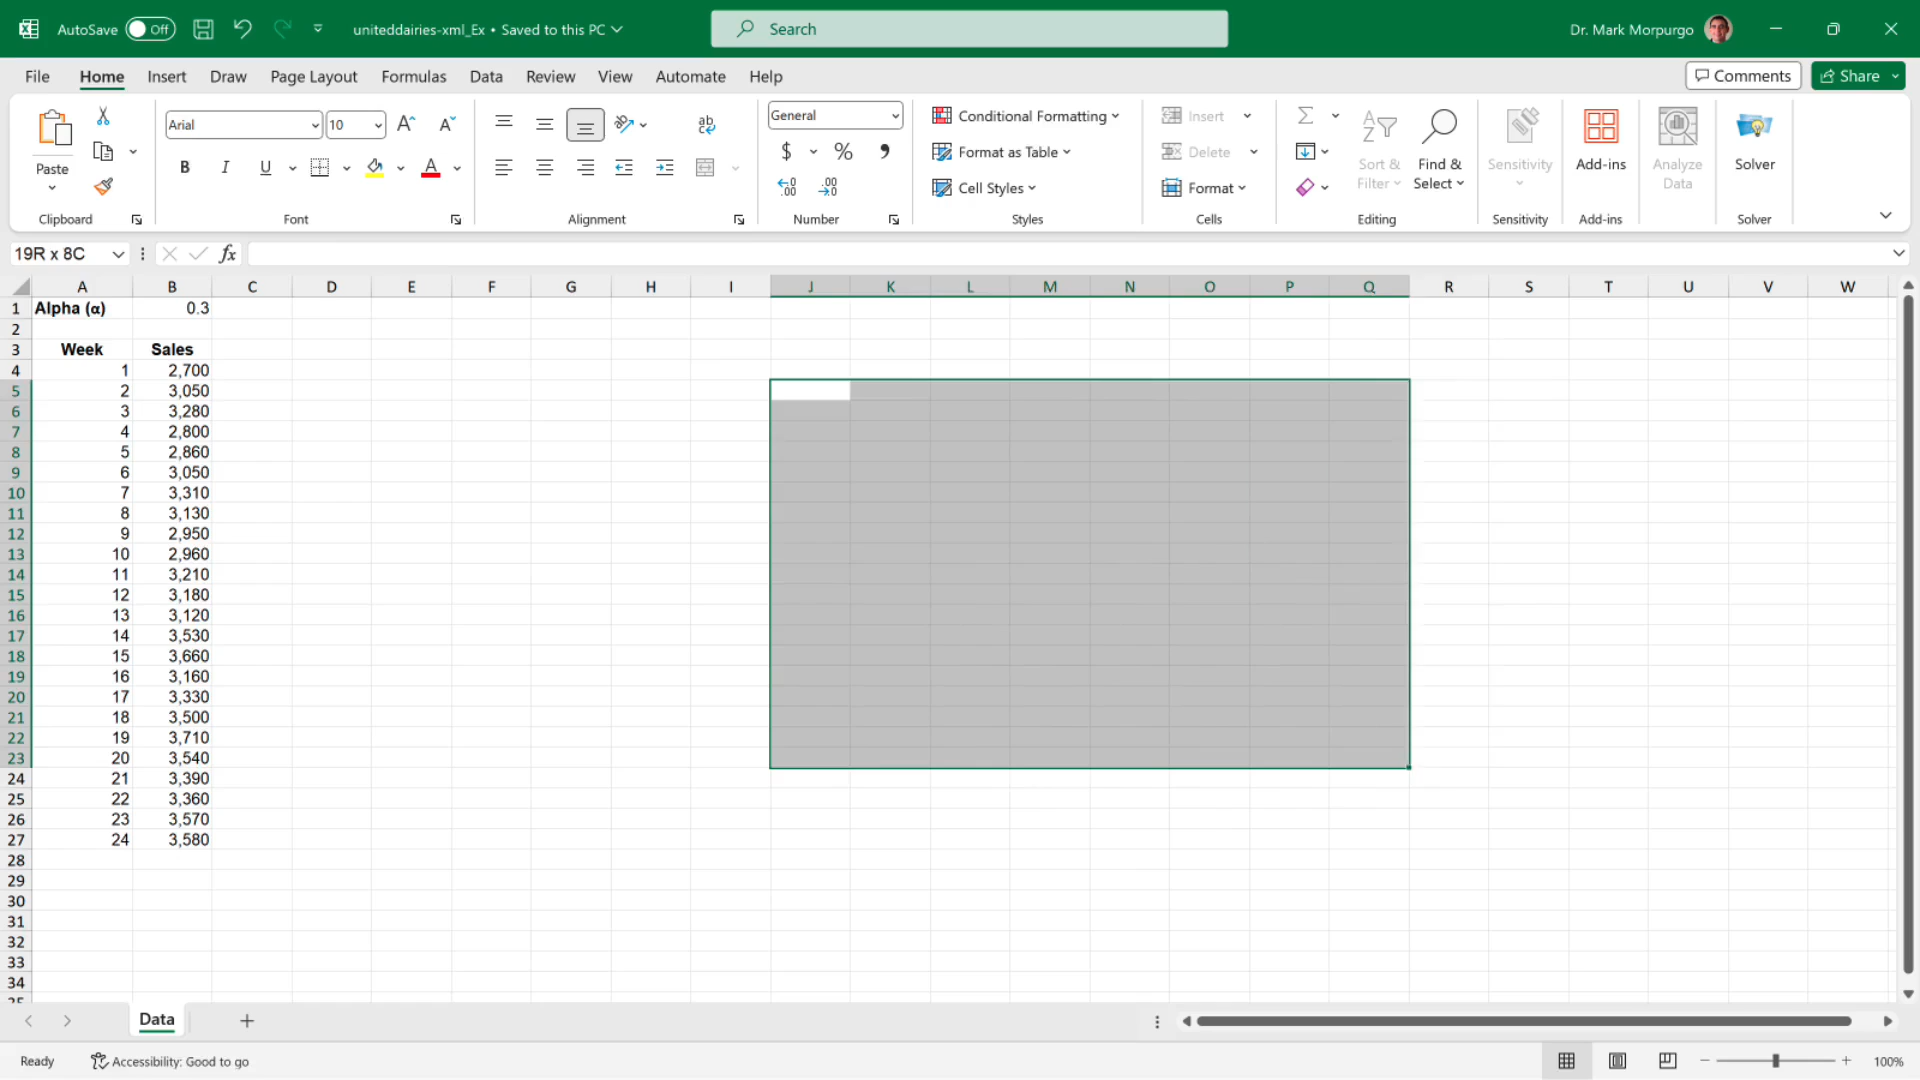 AutoSave Off uniteddairies-xml_Ex • Saved to this PC Search Dr. Mark Morpurgo
File Home Insert Draw Page Layout Formulas Data Review View Automate Help Comments Share
Paste
Clipboard
Arial 10
B I U A
Font
ab
Alignment
General
$ % ,
Number
Conditional Formatting
Format as Table
Cell Styles
Styles
Insert
Delete
Format
Cells
Sort & Filter
Find & Select
Editing
Sensitivity
Sensitivity
Add-ins
Add-ins
Analyze Data
Solver
Solver
19R x 8C fx
A B C D E F G H I J K L M N O P Q R S T U V W
1 Alpha (α) 0.3
2
3 Week Sales
4 1 2,700
5 2 3,050
6 3 3,280
7 4 2,800
8 5 2,860
9 6 3,050
10 7 3,310
11 8 3,130
12 9 2,950
13 10 2,960
14 11 3,210
15 12 3,180
16 13 3,120
17 14 3,530
18 15 3,660
19 16 3,160
20 17 3,330
21 18 3,500
22 19 3,710
23 20 3,540
24 21 3,390
25 22 3,360
26 23 3,570
27 24 3,580
28
29
30
31
32
33
34
Data
Ready Accessibility: Good to go 100%